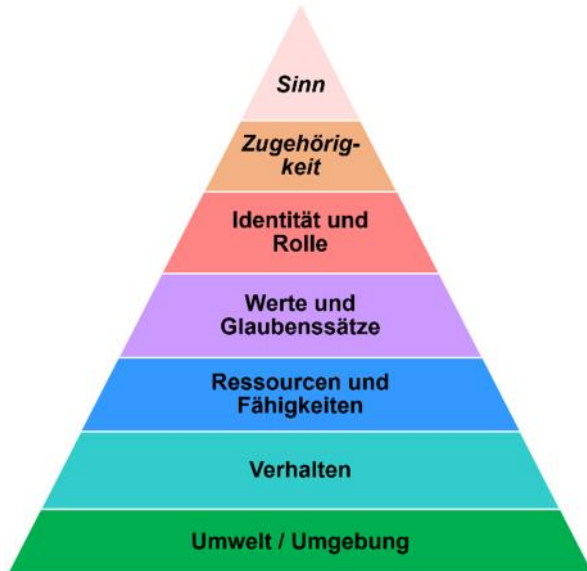 Sinn
Zugehörig-
keit
Identität und
Rolle
Werte und
Glaubenssätze
Ressourcen und
Fähigkeiten
Verhalten
Umwelt / Umgebung